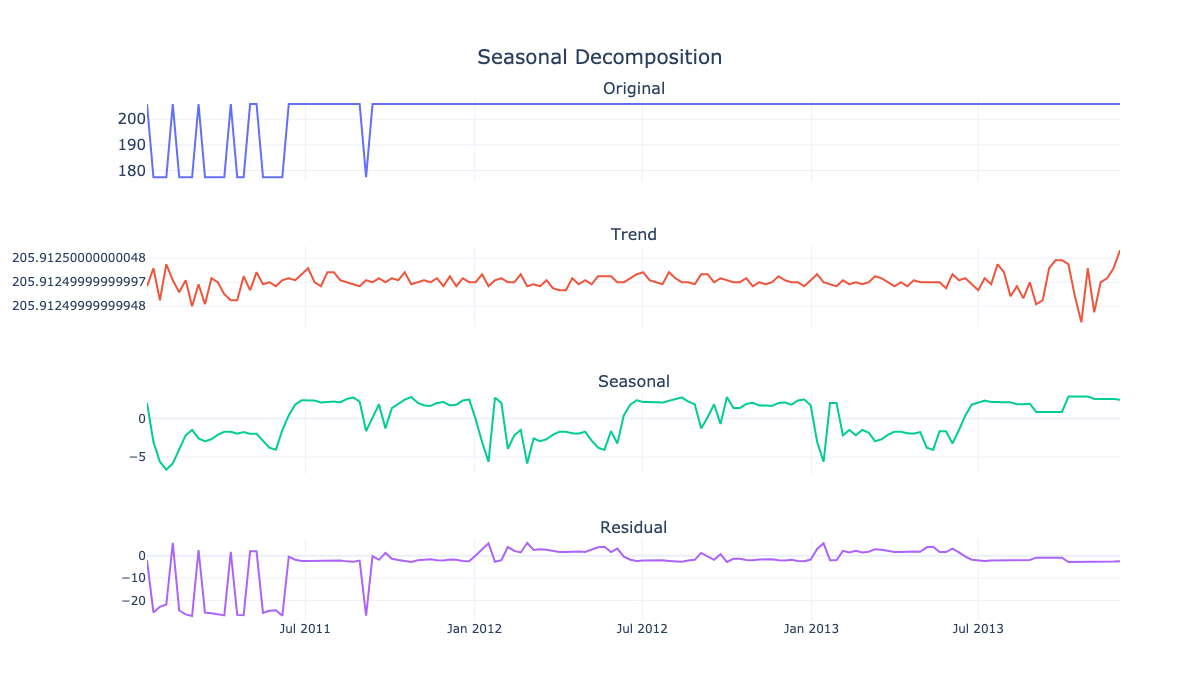 Seasonal Decomposition
Original
200
190
180
Trend
205.91250000000048
205.91249999999997
205.912499999999948
Seasonal
0
−5
Residual
0
−10
−20
Jul 2011
Jan 2012
Jul 2012
Jan 2013
Jul 2013